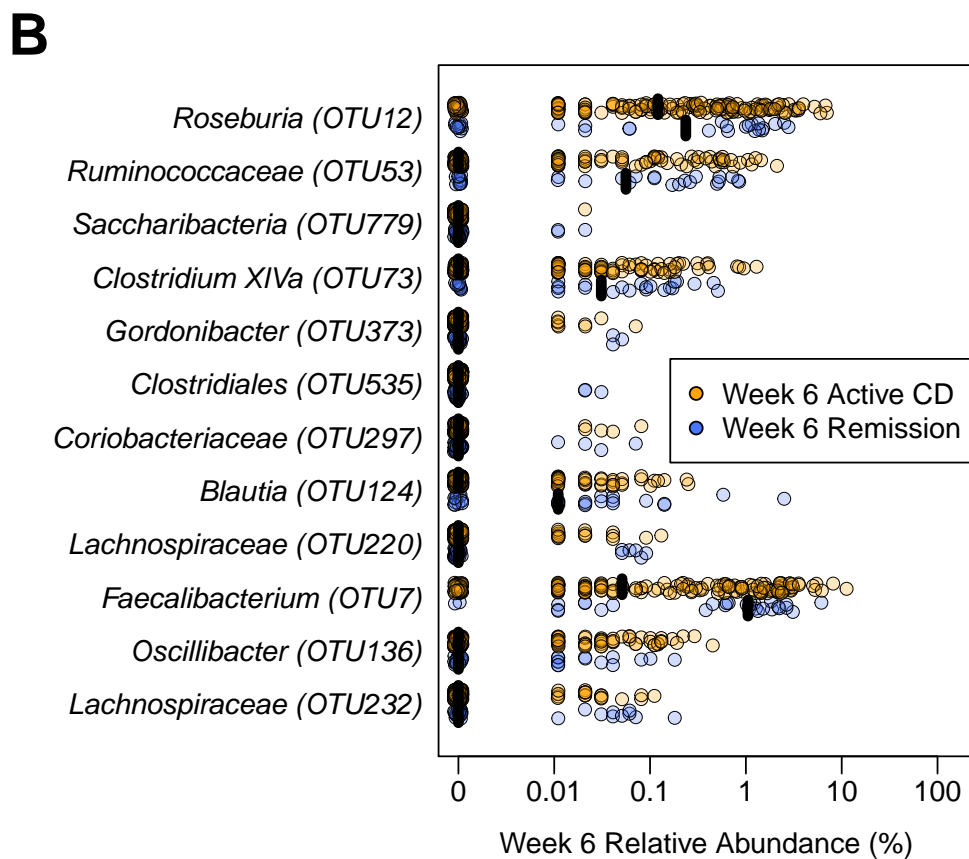 B
Roseburia (OTU12)
Ruminococcaceae (OTU53)
Saccharibacteria (OTU779)
Clostridium XIVa (OTU73)
Gordonibacter (OTU373)
Clostridiales (OTU535)
Coriobacteriaceae (OTU297)
Blautia (OTU124)
Lachnospiraceae (OTU220)
Faecalibacterium (OTU7)
Oscillibacter (OTU136)
Lachnospiraceae (OTU232)
Week 6 Active CD
Week 6 Remission
0 0.01 0.1 1 10 100
Week 6 Relative Abundance (%)